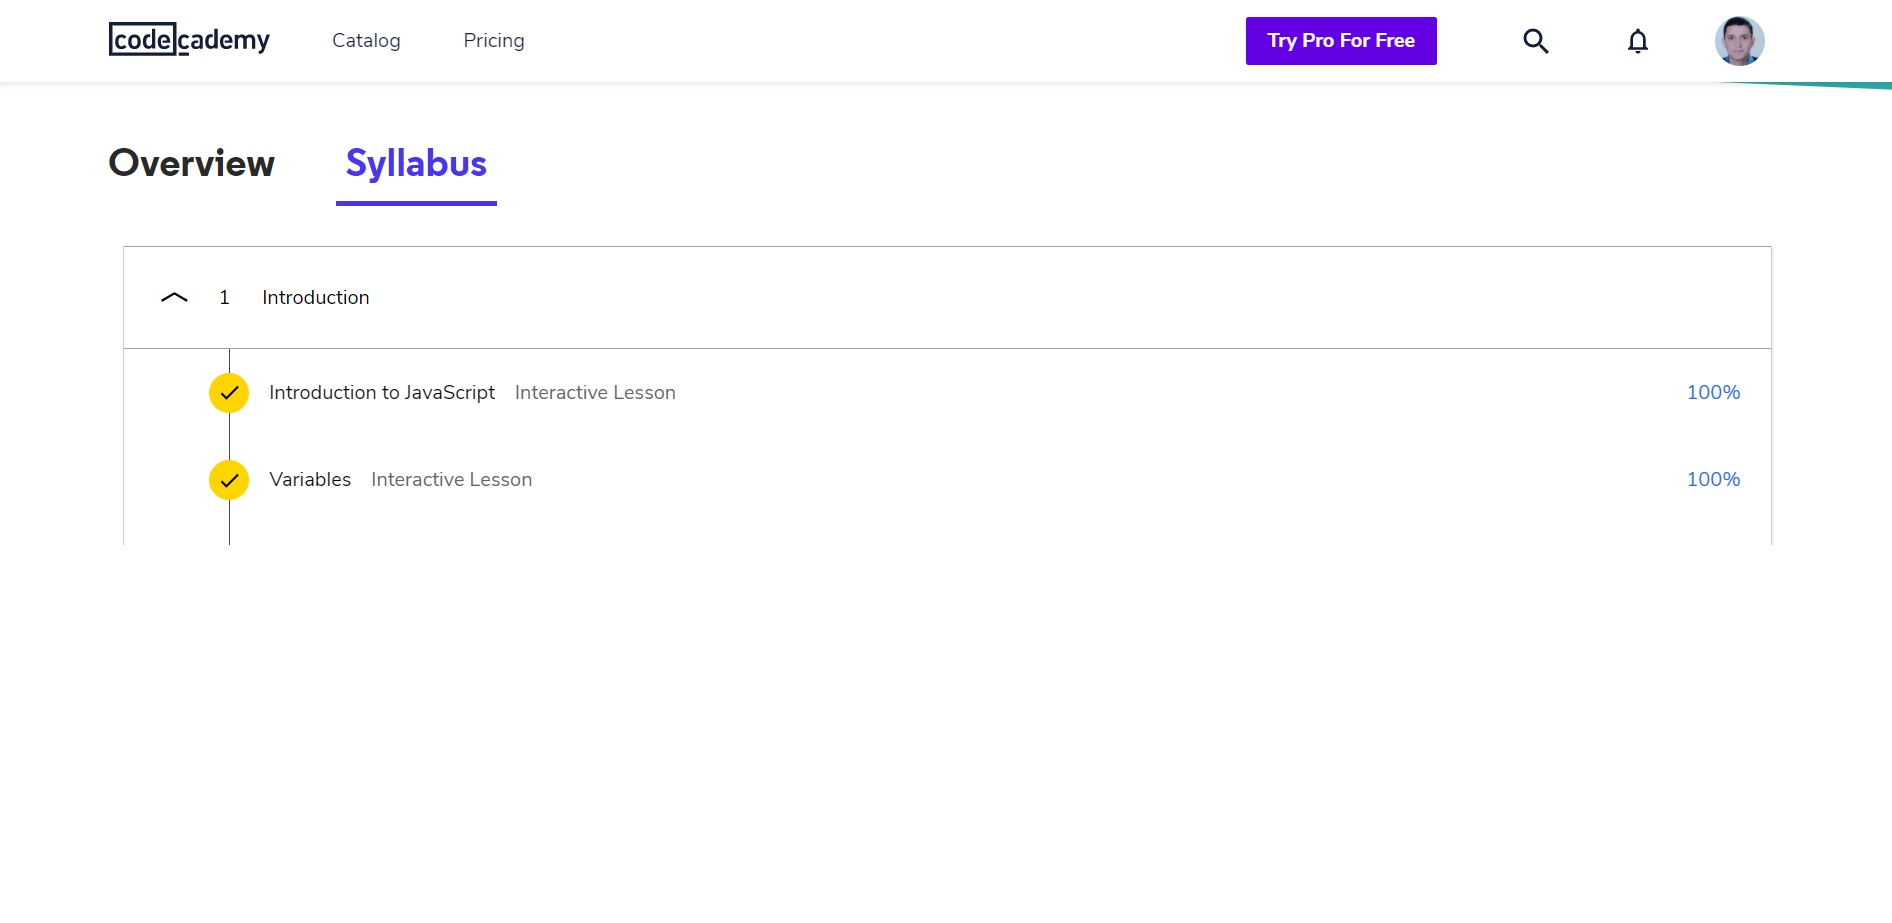 codecademy Catalog Pricing Try Pro For Free
Overview Syllabus
1 Introduction
Introduction to JavaScript Interactive Lesson 100%
Variables Interactive Lesson 100%